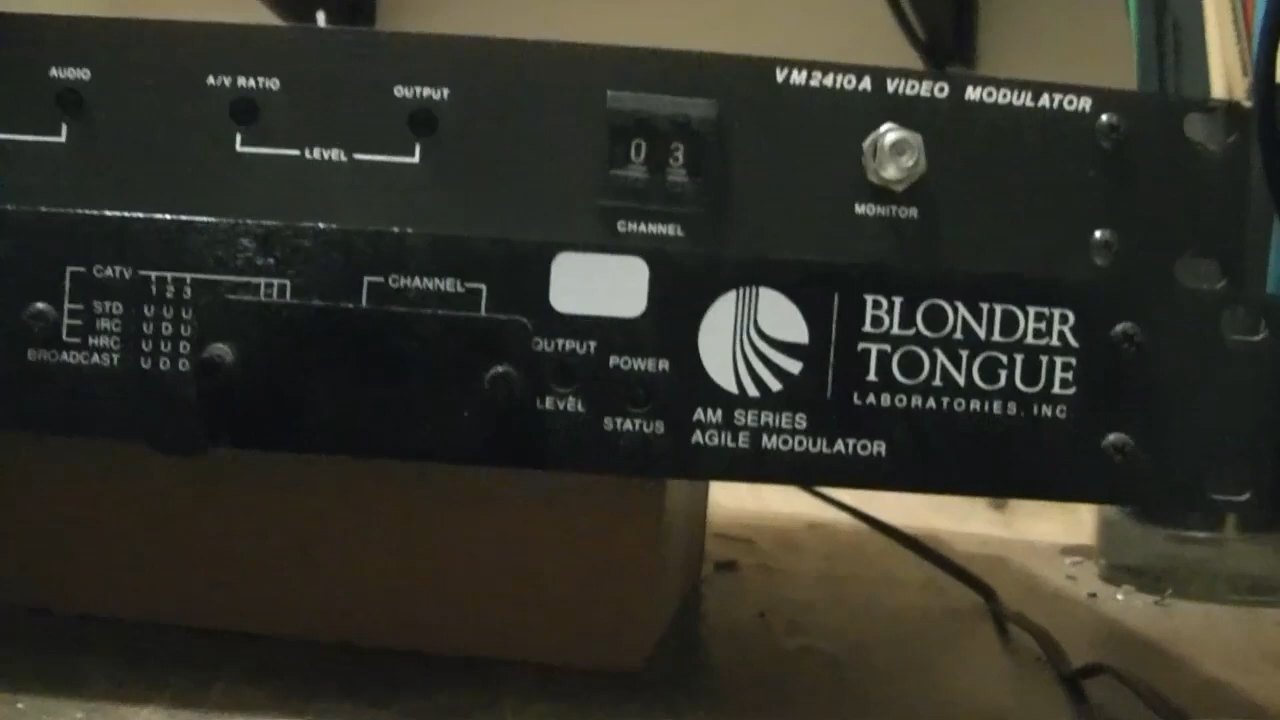 VM2410A VIDEO MODULATOR
AUDIO
A/V RATIO
OUTPUT
LEVEL
0 3
CHANNEL
MONITOR
CATV
1 2 3
STD U U U
IRC U D U
HRC U U D
BROADCAST U D D
CHANNEL
OUTPUT
LEVEL
POWER
STATUS
BLONDER
TONGUE
LABORATORIES, INC.
AM SERIES
AGILE MODULATOR